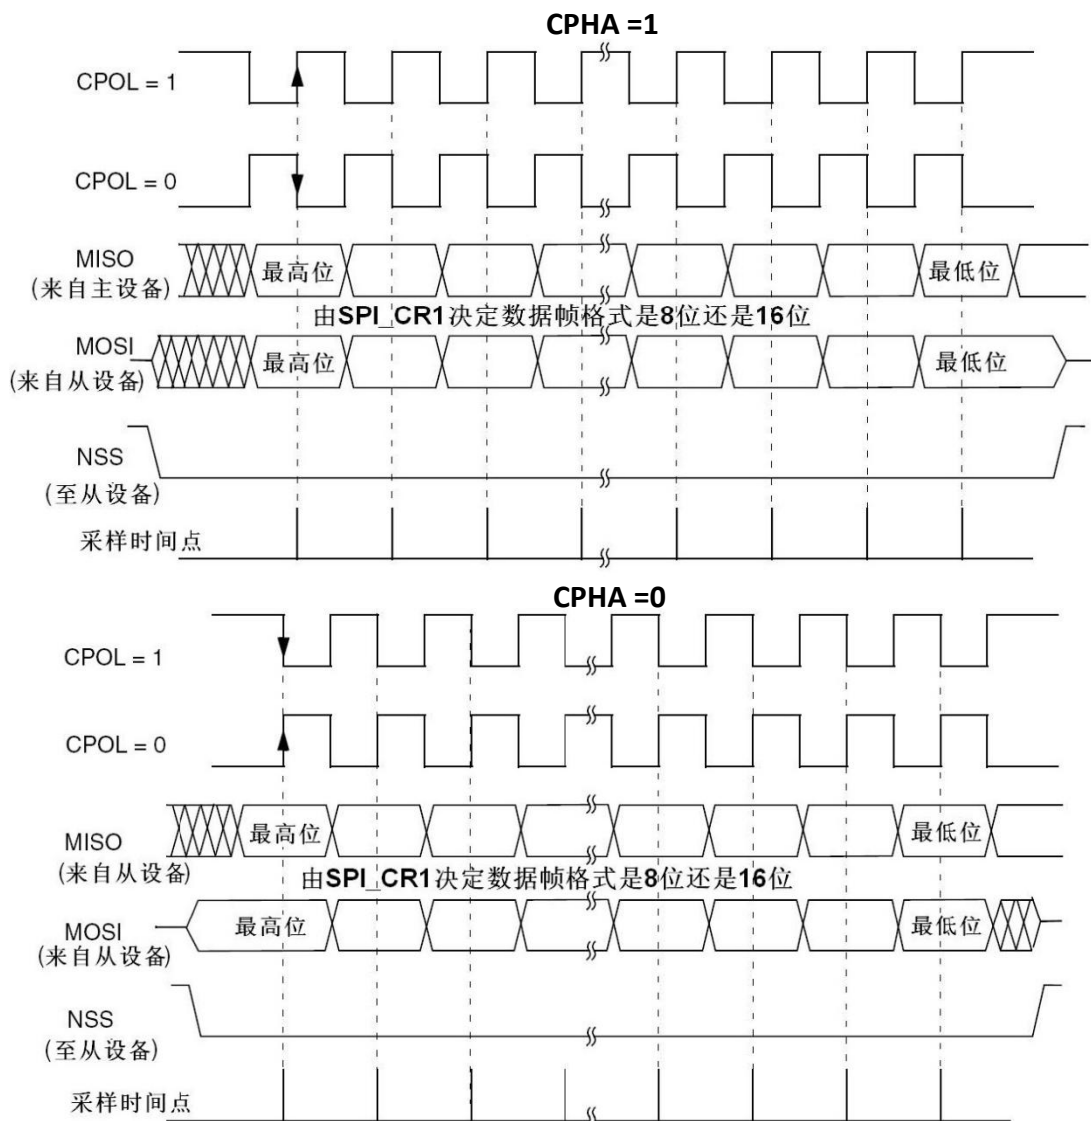 CPHA =1
CPOL = 1
CPOL = 0
MISO
(来自主设备)
最高位
最低位
由SPI_CR1决定数据帧格式是8位还是16位
MOSI
(来自从设备)
最高位
最低位
NSS
(至从设备)
采样时间点
CPHA =0
CPOL = 1
CPOL = 0
MISO
(来自从设备)
最高位
最低位
由SPI_CR1决定数据帧格式是8位还是16位
MOSI
(来自从设备)
最高位
最低位
NSS
(至从设备)
采样时间点